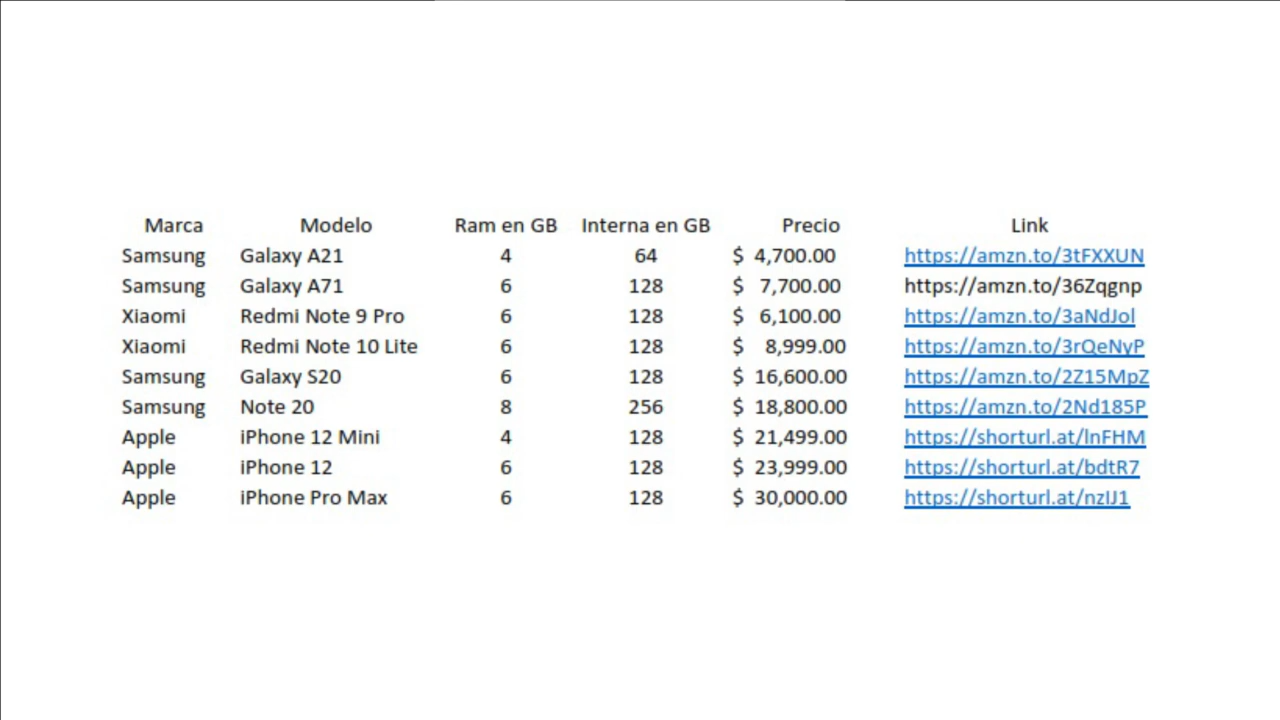 Marca Modelo Ram en GB Interna en GB Precio Link
Samsung Galaxy A21 4 64 $ 4,700.00 https://amzn.to/3tFXXUN
Samsung Galaxy A71 6 128 $ 7,700.00 https://amzn.to/36Zqgnp
Xiaomi Redmi Note 9 Pro 6 128 $ 6,100.00 https://amzn.to/3aNdJol
Xiaomi Redmi Note 10 Lite 6 128 $ 8,999.00 https://amzn.to/3rQeNyP
Samsung Galaxy S20 6 128 $ 16,600.00 https://amzn.to/2Z15MpZ
Samsung Note 20 8 256 $ 18,800.00 https://amzn.to/2Nd185P
Apple iPhone 12 Mini 4 128 $ 21,499.00 https://shorturl.at/lnFHM
Apple iPhone 12 6 128 $ 23,999.00 https://shorturl.at/bdtR7
Apple iPhone Pro Max 6 128 $ 30,000.00 https://shorturl.at/nzIJ1